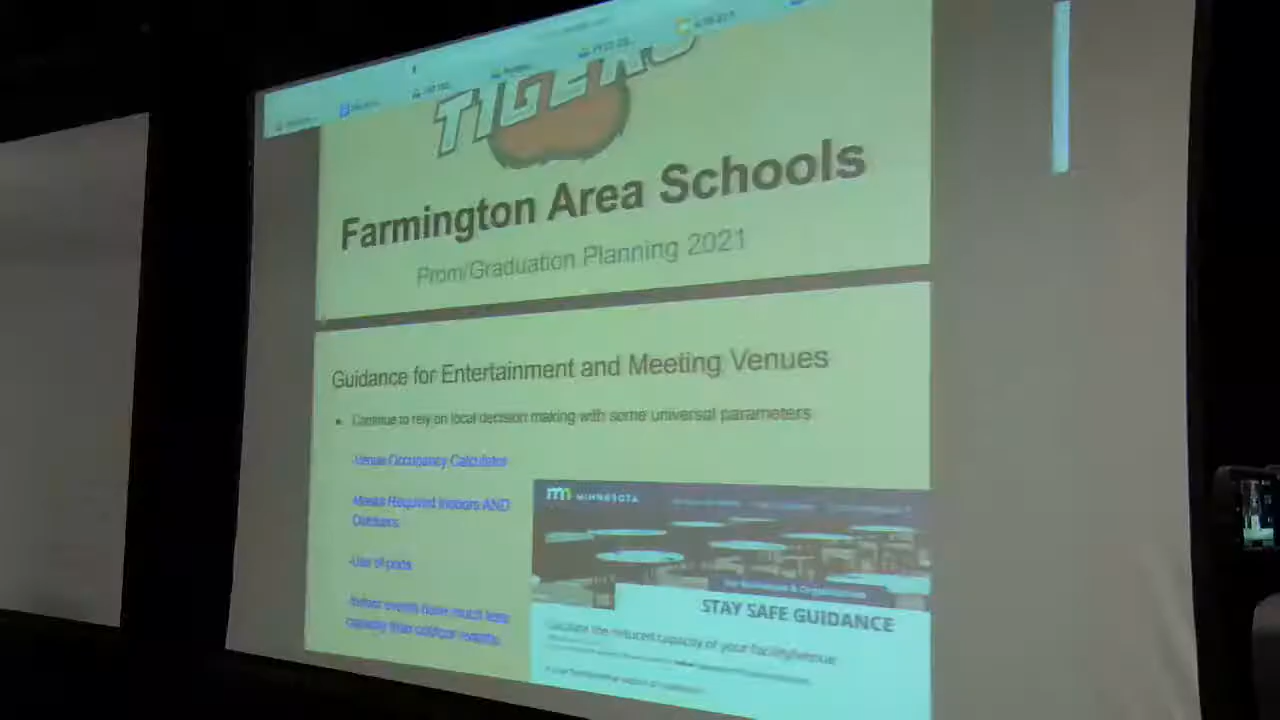 TIGERS
Farmington Area Schools
Prom/Graduation Planning 2021
Guidance for Entertainment and Meeting Venues
• Continue to rely on local decision making with some universal parameters
-Venue Occupancy Calculator
-Masks Required Indoors AND
Outdoors
-Use of pods
-Indoor events have much less
capacity than outdoor events
MINNESOTA
STAY SAFE GUIDANCE
Calculate the reduced capacity of your facility/venue